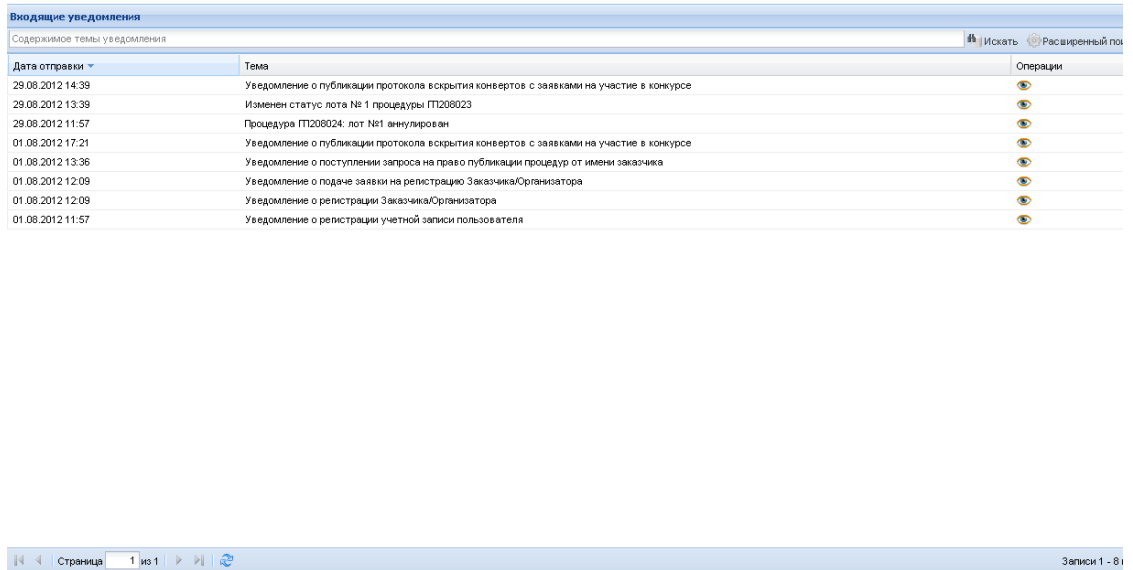 Входящие уведомления
Содержимое темы уведомления Искать Расширенный пои
Дата отправки Тема Операции
29.08.2012 14:39 Уведомление о публикации протокола вскрытия конвертов с заявками на участие в конкурсе
29.08.2012 13:39 Изменен статус лота № 1 процедуры ГП208023
29.08.2012 11:57 Процедура ГП208024: лот №1 аннулирован
01.08.2012 17:21 Уведомление о публикации протокола вскрытия конвертов с заявками на участие в конкурсе
01.08.2012 13:36 Уведомление о поступлении запроса на право публикации процедур от имени заказчика
01.08.2012 12:09 Уведомление о подаче заявки на регистрацию Заказчика/Организатора
01.08.2012 12:09 Уведомление о регистрации Заказчика/Организатора
01.08.2012 11:57 Уведомление о регистрации учетной записи пользователя
Страница 1 из 1 Записи 1 - 8